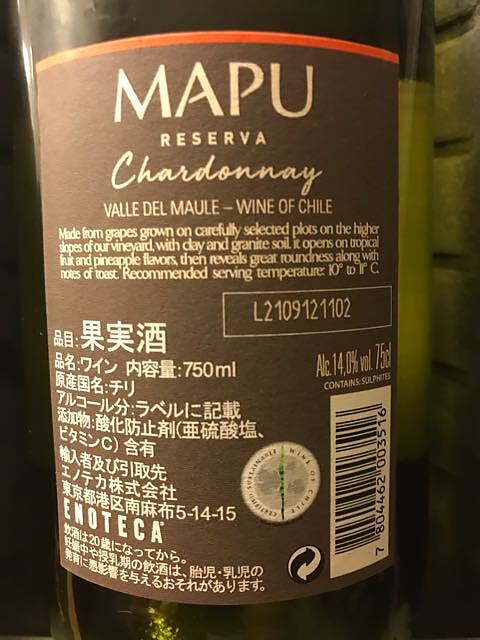 MAPU
RESERVA
Chardonnay
VALLE DEL MAULE – WINE OF CHILE
Made from grapes grown on carefully selected plots on the higher
slopes of our vineyard, with clay and granite soil, it opens on tropical
fruit and pineapple flavors, then reveals great roundness along with
notes of toast. Recommended serving temperature: 10° to 11° C.
L2109121102
品目:果実酒
品名:ワイン 内容量:750ml
原産国名:チリ
アルコール分:ラベルに記載
添加物:酸化防止剤(亜硫酸塩、
ビタミンC)含有
輸入者及び引取先
エノテカ株式会社
東京都港区南麻布5-14-15
ENOTECA
飲酒は20歳になってから。
妊娠中や授乳期の飲酒は、胎児・乳児の
発育に悪影響を与えるおそれがあります。
Alc.14,0% vol. 75cl
CONTAINS: SULPHITES
CERTIFIED SUSTAINABLE WINE OF CHILE
7 804462 003516